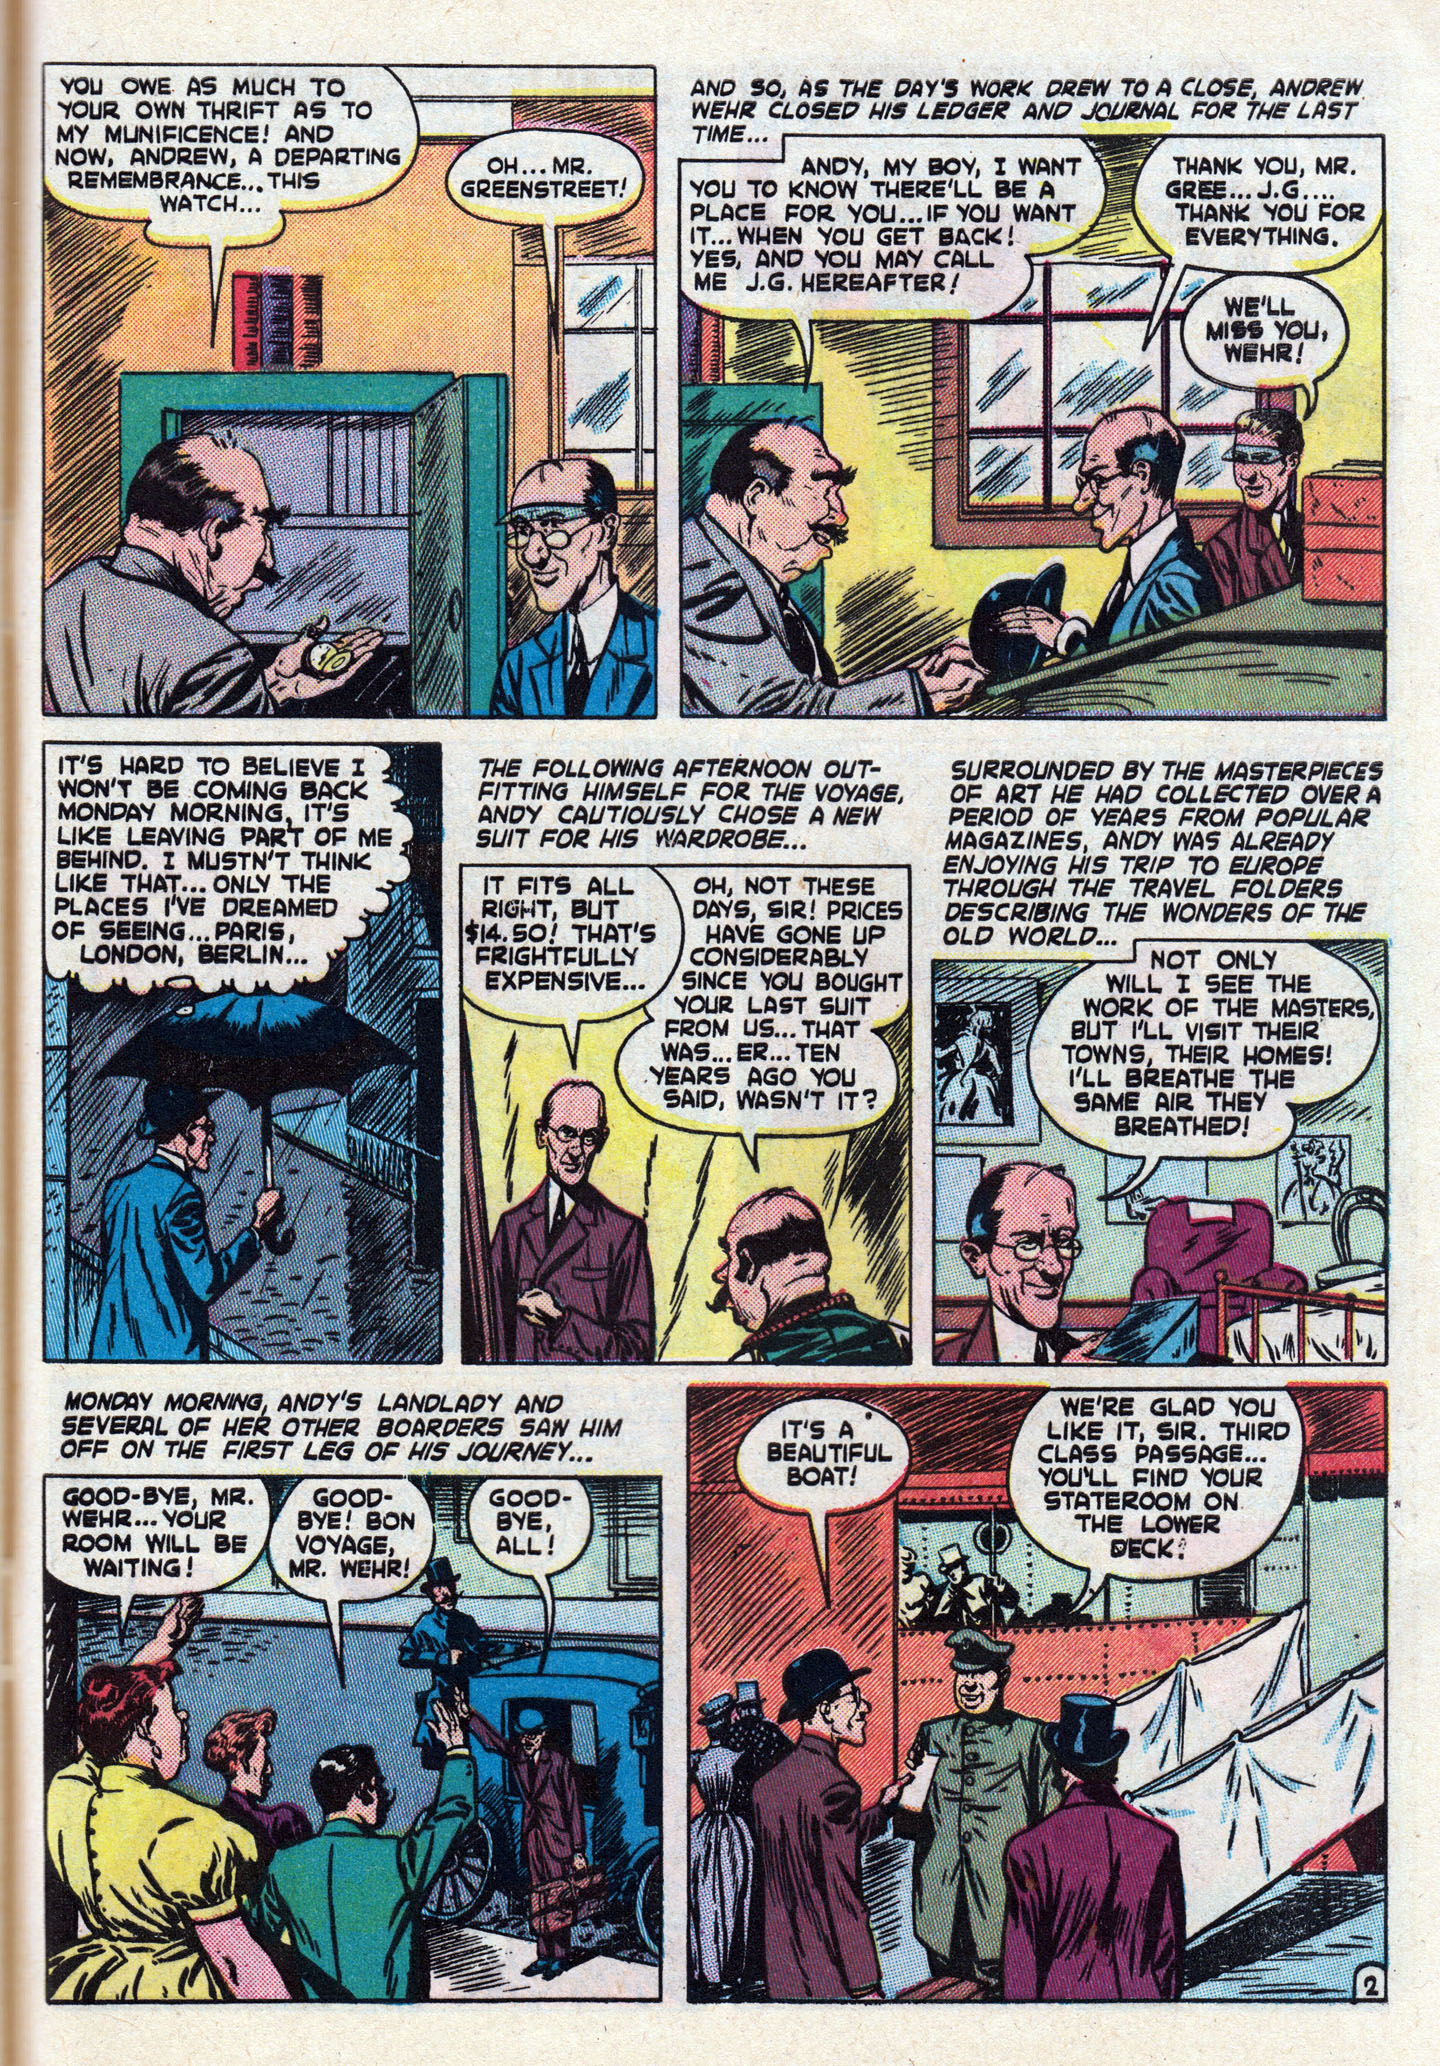 YOU OWE AS MUCH TO
YOUR OWN THRIFT AS TO
MY MUNIFICENCE! AND
NOW, ANDREW, A DEPARTING
REMEMBRANCE... THIS
WATCH...
OH... MR.
GREENSTREET!
AND SO, AS THE DAY'S WORK DREW TO A CLOSE, ANDREW
WEHR CLOSED HIS LEDGER AND JOURNAL FOR THE LAST
TIME...
ANDY, MY BOY, I WANT
YOU TO KNOW THERE'LL BE A
PLACE FOR YOU... IF YOU WANT
IT... WHEN YOU GET BACK!
YES, AND YOU MAY CALL
ME J.G. HEREAFTER!
THANK YOU, MR.
GREE... J.G....
THANK YOU FOR
EVERYTHING.
WE'LL
MISS YOU,
WEHR!
IT'S HARD TO BELIEVE I
WON'T BE COMING BACK
MONDAY MORNING, IT'S
LIKE LEAVING PART OF ME
BEHIND. I MUSTN'T THINK
LIKE THAT... ONLY THE
PLACES I'VE DREAMED
OF SEEING... PARIS,
LONDON, BERLIN...
THE FOLLOWING AFTERNOON OUT-
FITTING HIMSELF FOR THE VOYAGE,
ANDY CAUTIOUSLY CHOSE A NEW
SUIT FOR HIS WARDROBE...
IT FITS ALL
RIGHT, BUT
$14.50! THAT'S
FRIGHTFULLY
EXPENSIVE...
OH, NOT THESE
DAYS, SIR! PRICES
HAVE GONE UP
CONSIDERABLY
SINCE YOU BOUGHT
YOUR LAST SUIT
FROM US... THAT
WAS... ER... TEN
YEARS AGO YOU
SAID, WASN'T IT?
SURROUNDED BY THE MASTERPIECES
OF ART HE HAD COLLECTED OVER A
PERIOD OF YEARS FROM POPULAR
MAGAZINES, ANDY WAS ALREADY
ENJOYING HIS TRIP TO EUROPE
THROUGH THE TRAVEL FOLDERS
DESCRIBING THE WONDERS OF THE
OLD WORLD...
NOT ONLY
WILL I SEE THE
WORK OF THE MASTERS,
BUT I'LL VISIT THEIR
TOWNS, THEIR HOMES!
I'LL BREATHE THE
SAME AIR THEY
BREATHED!
MONDAY MORNING, ANDY'S LANDLADY AND
SEVERAL OF HER OTHER BOARDERS SAW HIM
OFF ON THE FIRST LEG OF HIS JOURNEY...
GOOD-BYE, MR.
WEHR... YOUR
ROOM WILL BE
WAITING!
GOOD-
BYE! BON
VOYAGE,
MR. WEHR!
GOOD-
BYE,
ALL!
IT'S A
BEAUTIFUL
BOAT!
WE'RE GLAD YOU
LIKE IT, SIR. THIRD
CLASS PASSAGE...
YOU'LL FIND YOUR
STATEROOM ON
THE LOWER
DECK!
2